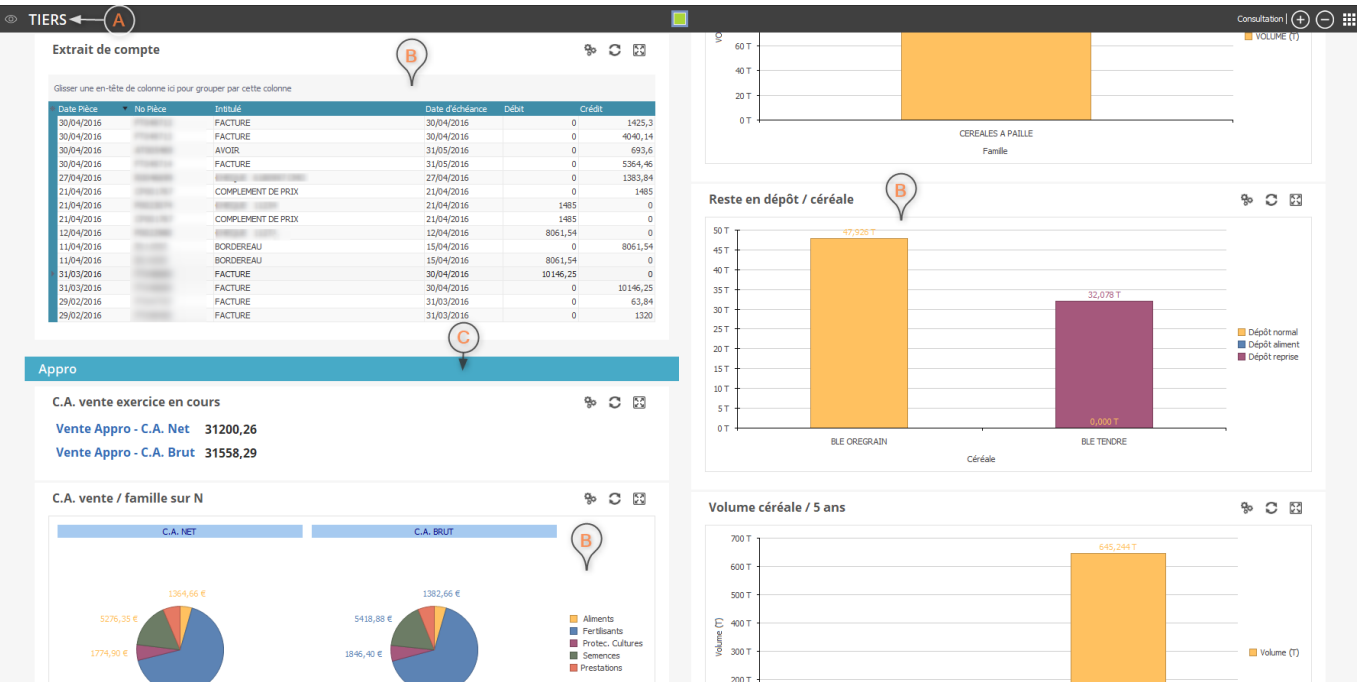 TIERS
A
Consultation
Extrait de compte
B
Glisser une en-tête de colonne ici pour grouper par cette colonne
Date Pièce No Pièce Intitulé Date d'échéance Débit Crédit
30/04/2016 FACTURE 30/04/2016 0 1425,3
30/04/2016 FACTURE 30/04/2016 0 4040,14
30/04/2016 AVOIR 31/05/2016 0 693,6
30/04/2016 FACTURE 31/05/2016 0 5364,46
27/04/2016 27/04/2016 0 1383,84
21/04/2016 COMPLEMENT DE PRIX 21/04/2016 0 1485
21/04/2016 21/04/2016 1485 0
21/04/2016 COMPLEMENT DE PRIX 21/04/2016 1485 0
12/04/2016 12/04/2016 8061,54 0
11/04/2016 BORDEREAU 15/04/2016 0 8061,54
11/04/2016 BORDEREAU 15/04/2016 8061,54 0
31/03/2016 FACTURE 30/04/2016 10146,25 0
31/03/2016 FACTURE 30/04/2016 0 10146,25
29/02/2016 FACTURE 31/03/2016 0 63,84
29/02/2016 FACTURE 31/03/2016 0 1320
C
Appro
C.A. vente exercice en cours
Vente Appro - C.A. Net 31200,26
Vente Appro - C.A. Brut 31558,29
C.A. vente / famille sur N
C.A. NET C.A. BRUT
B
1364,66 €
5276,35 €
1774,90 €
1382,66 €
5418,88 €
1846,40 €
Aliments
Fertilisants
Protec. Cultures
Semences
Prestations
60 T
40 T
20 T
0 T
CEREALES A PAILLE
Famille
VOLUME (T)
Reste en dépôt / céréale
B
50 T
45 T
40 T
35 T
30 T
25 T
20 T
15 T
10 T
5 T
0 T
47,926 T
32,078 T
0,000 T
BLE OREGRAIN BLE TENDRE
Céréale
Dépôt normal
Dépôt aliment
Dépôt reprise
Volume céréale / 5 ans
700 T
600 T
500 T
400 T
300 T
200 T
Volume (T)
645,244 T
Volume (T)